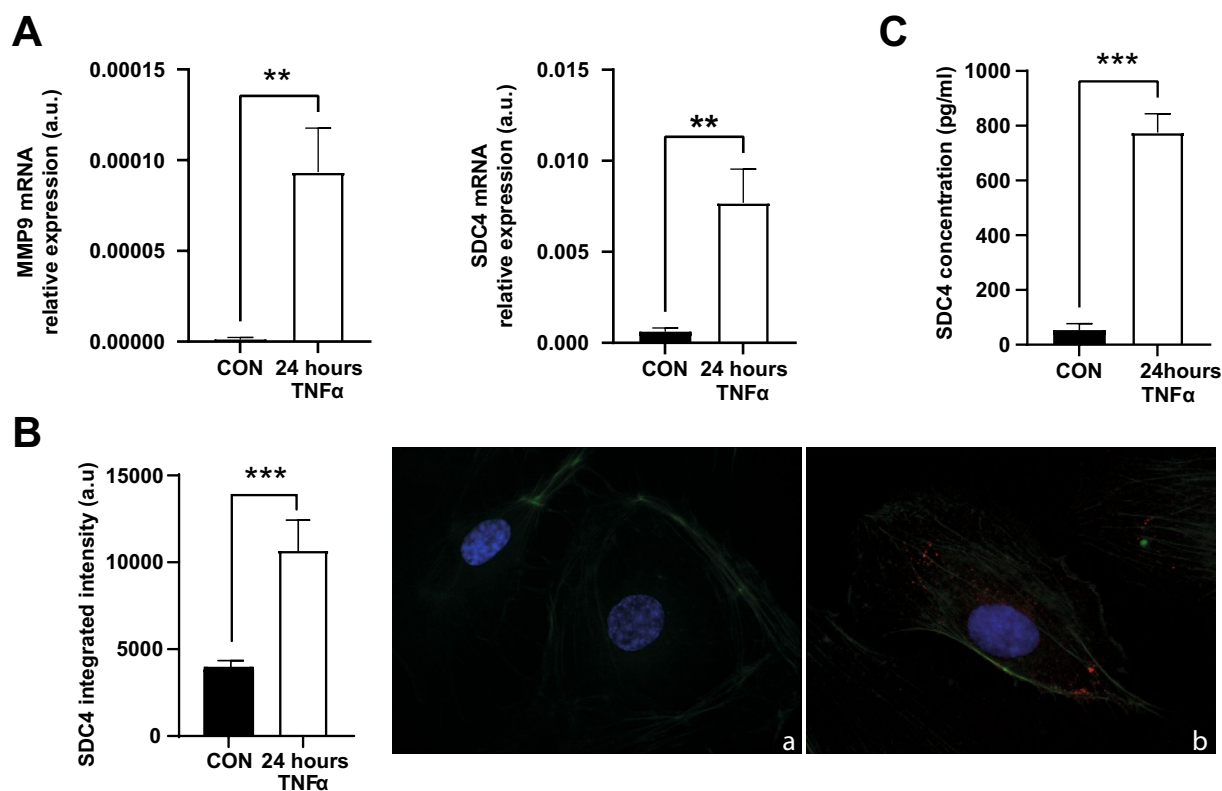 A
MMP9 mRNA
relative expression (a.u.)
0.00015
0.00010
0.00005
0.00000
**
CON
24 hours
TNFα
SDC4 mRNA
relative expression (a.u.)
0.015
0.010
0.005
0.000
**
CON
24 hours
TNFα
C
SDC4 concentration (pg/ml)
1000
800
600
400
200
0
***
CON
24hours
TNFα
B
SDC4 integrated intensity (a.u)
15000
10000
5000
0
***
CON
24 hours
TNFα
a
b